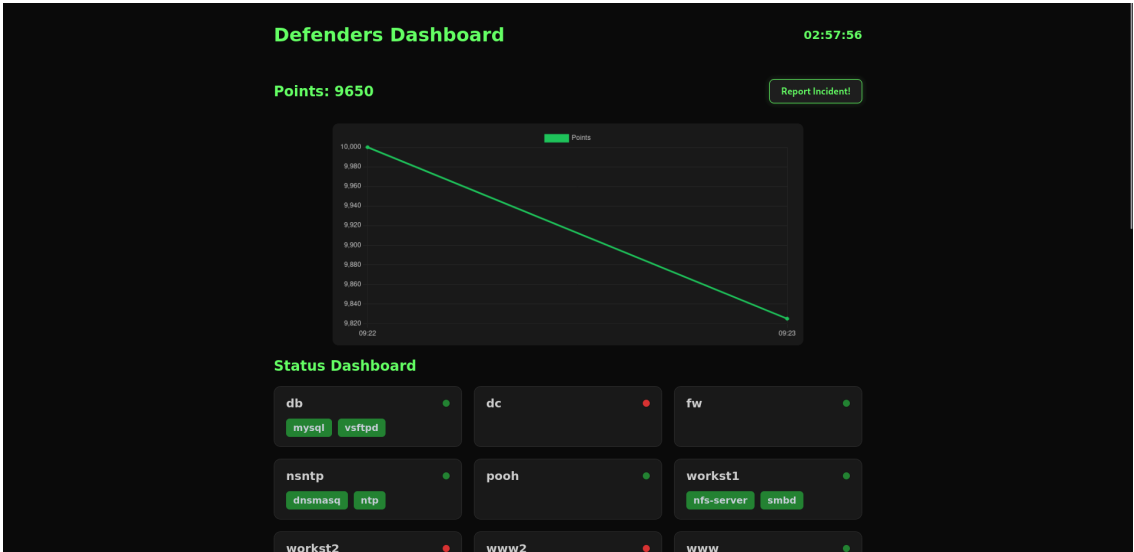 Defenders Dashboard 02:57:56
Points: 9650 Report Incident!
Points
10,000
9,980
9,960
9,940
9,920
9,900
9,880
9,860
9,840
9,820
09:22 09:23
Status Dashboard
db dc fw
mysql vsftpd
nsntp pooh workst1
dnsmasq ntp nfs-server smbd
workst2 www2 www